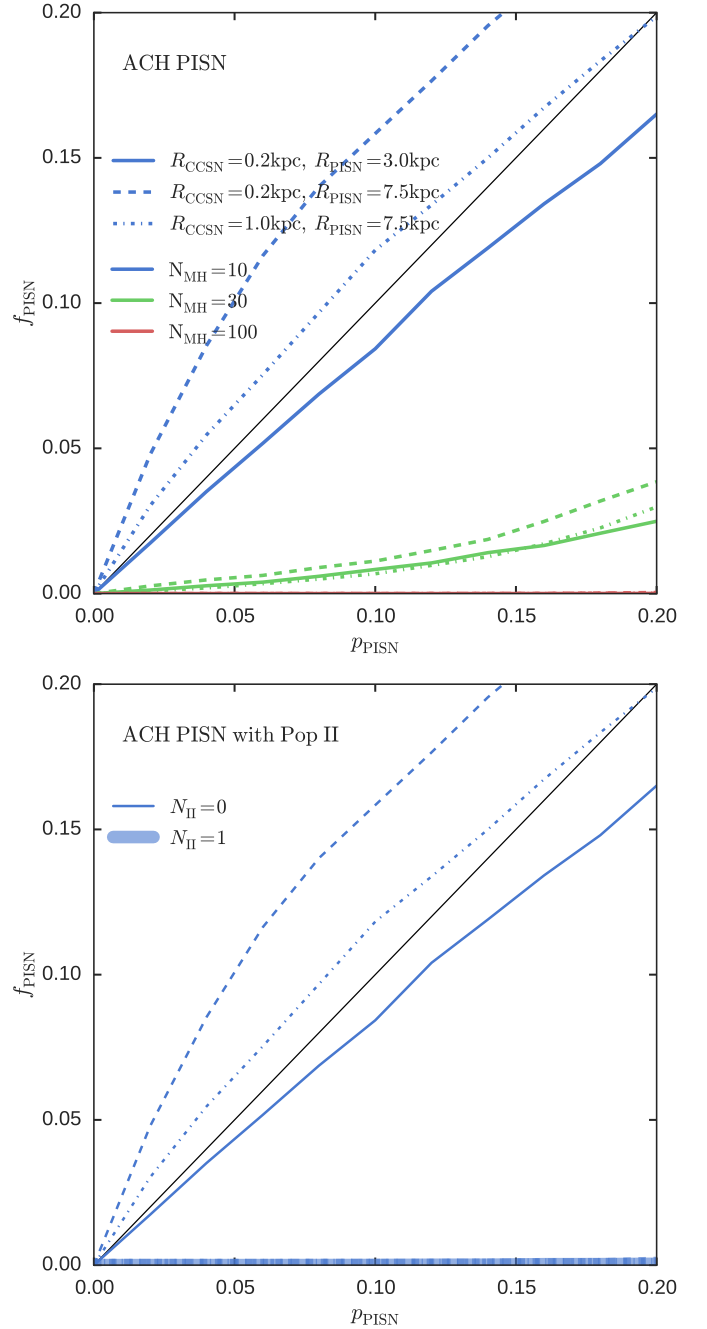 0.20
ACH PISN
0.15
R_CCSN=0.2kpc, R_PISN=3.0kpc
R_CCSN=0.2kpc, R_PISN=7.5kpc
R_CCSN=1.0kpc, R_PISN=7.5kpc
N_MH=10
0.10
N_MH=30
f_PISN
N_MH=100
0.05
0.00
0.00 0.05 0.10 0.15 0.20
p_PISN
0.20
ACH PISN with Pop II
N_II=0
0.15
N_II=1
0.10
f_PISN
0.05
0.00
0.00 0.05 0.10 0.15 0.20
p_PISN